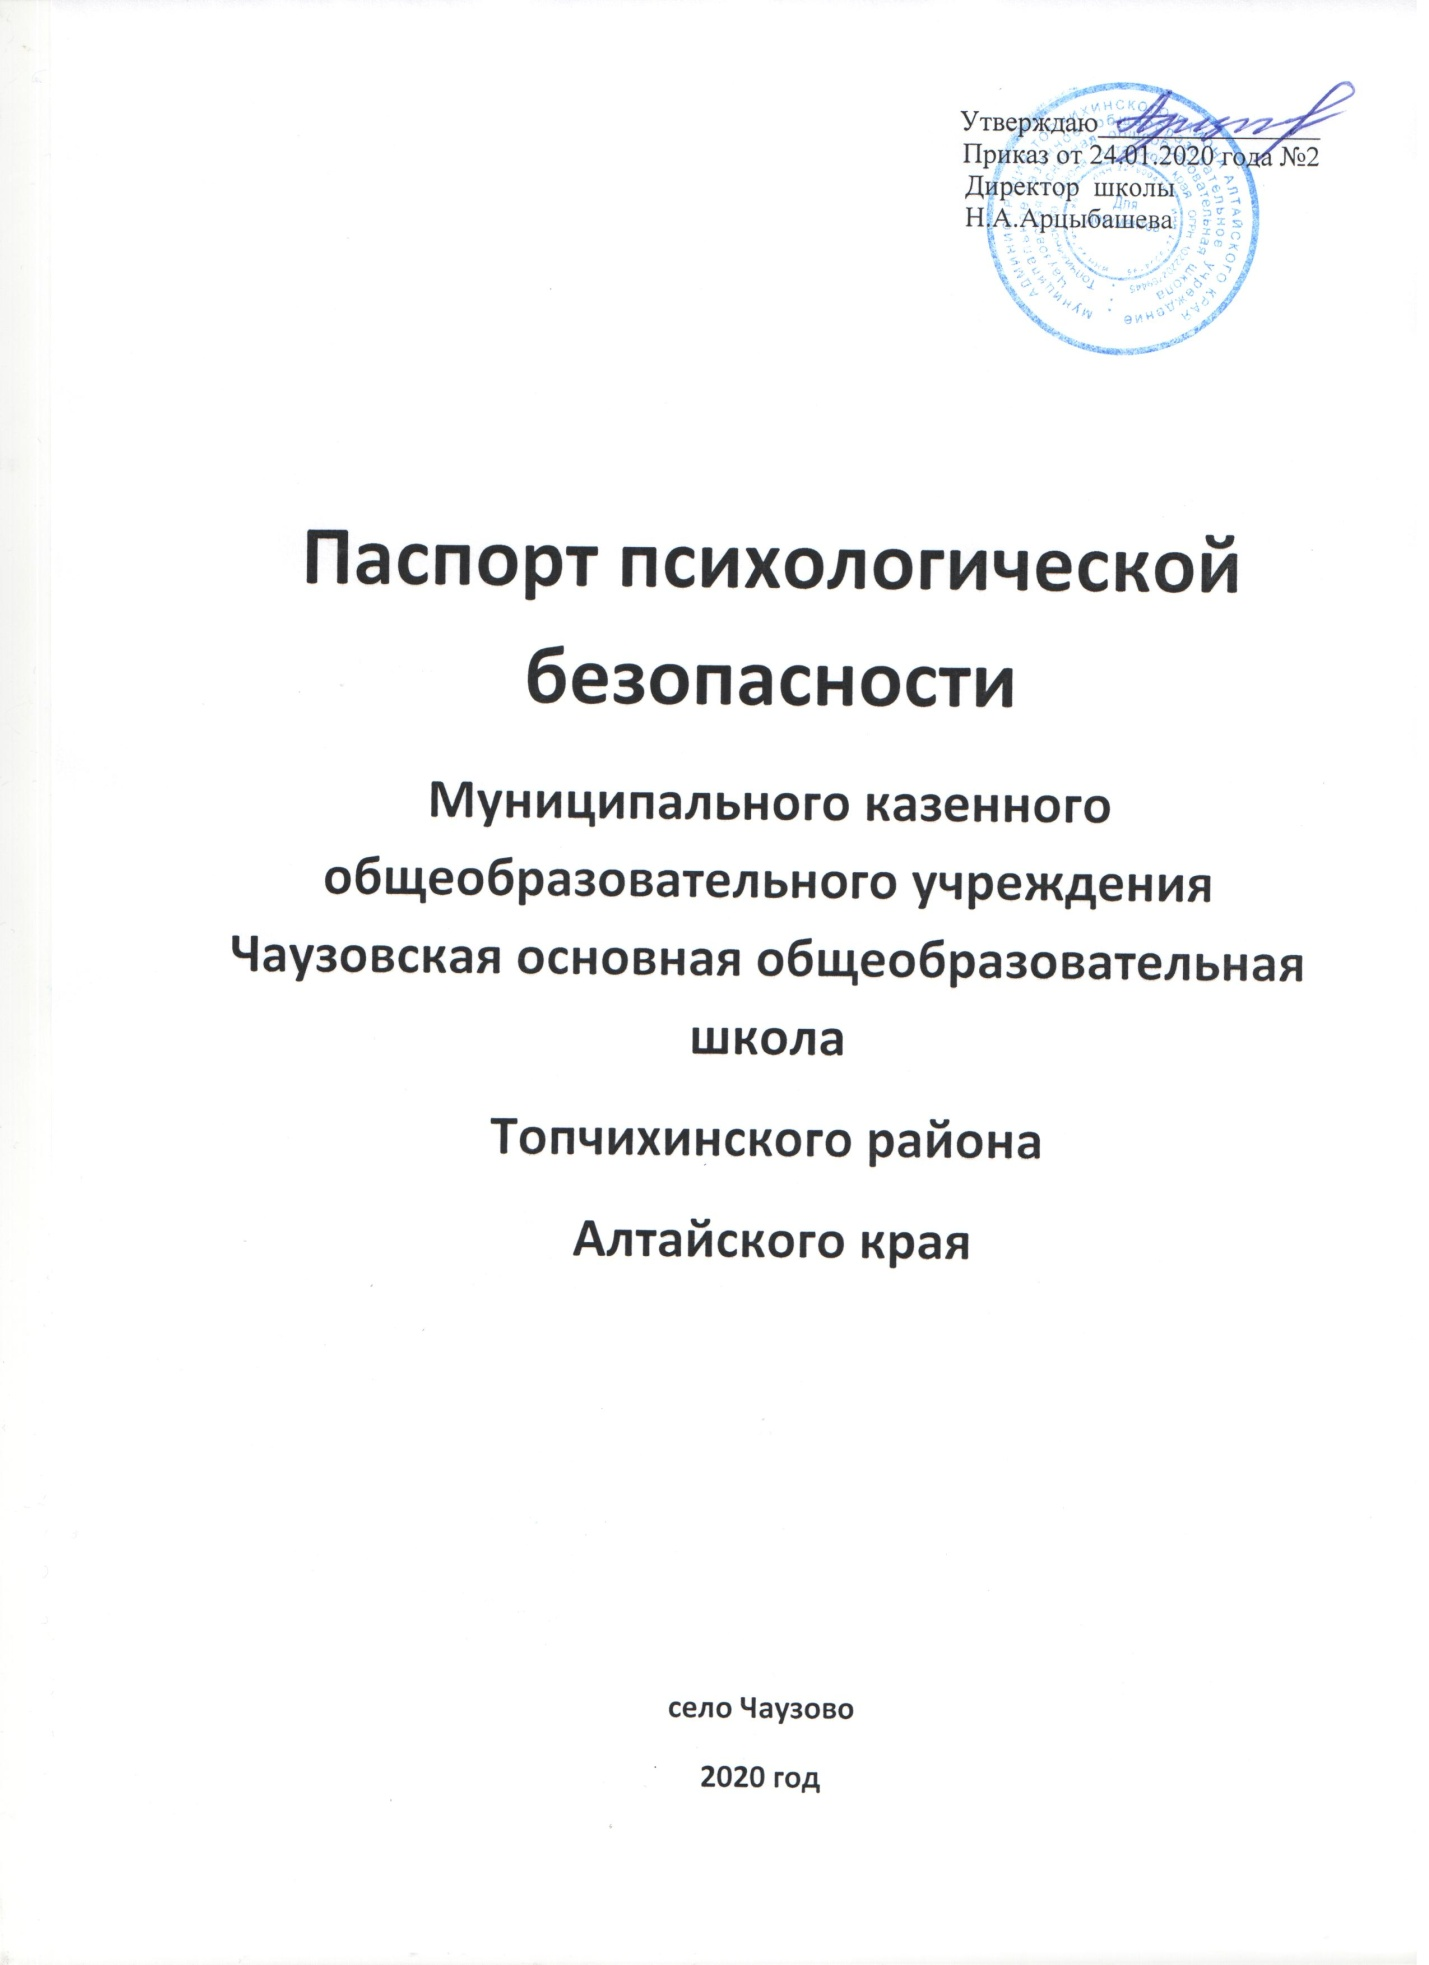 Утверждаю
Приказ от 24.01.2020 года №2
Директор школы
Н.А.Арцыбашева
Для
Паспорт психологической
безопасности
Муниципального казенного
общеобразовательного учреждения
Чаузовская основная общеобразовательная
школа
Топчихинского района
Алтайского края
село Чаузово
2020 год